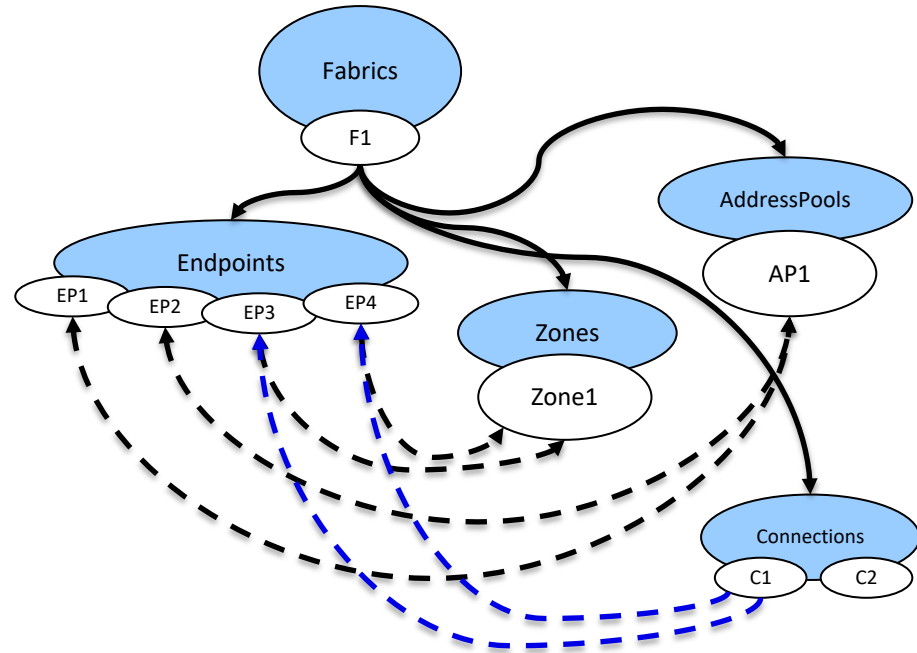 Fabrics
F1
AddressPools
AP1
Endpoints
EP1
EP2
EP3
EP4
Zones
Zone1
Connections
C1
C2